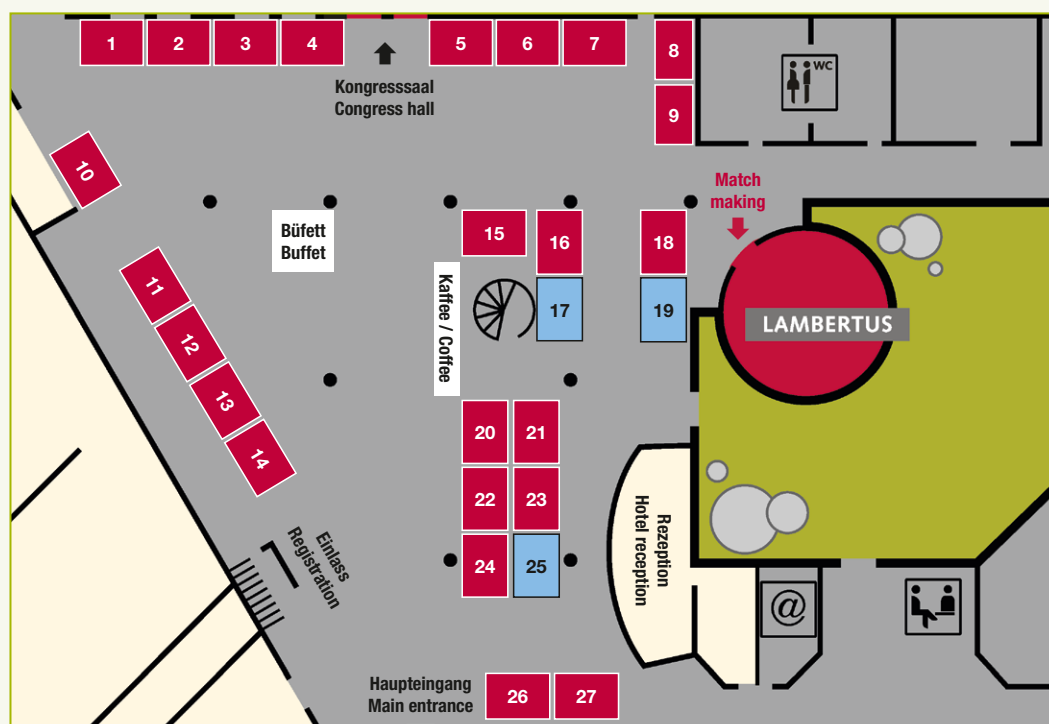 1
2
3
4
5
6
7
8
9
Kongresssaal
Congress hall
WC
10
Match
making
Büfett
Buffet
15
16
18
11
Kaffee / Coffee
17
19
LAMBERTUS
12
13
14
20
21
22
23
24
25
Einlass
Registration
Rezeption
Hotel reception
@
Haupteingang
Main entrance
26
27